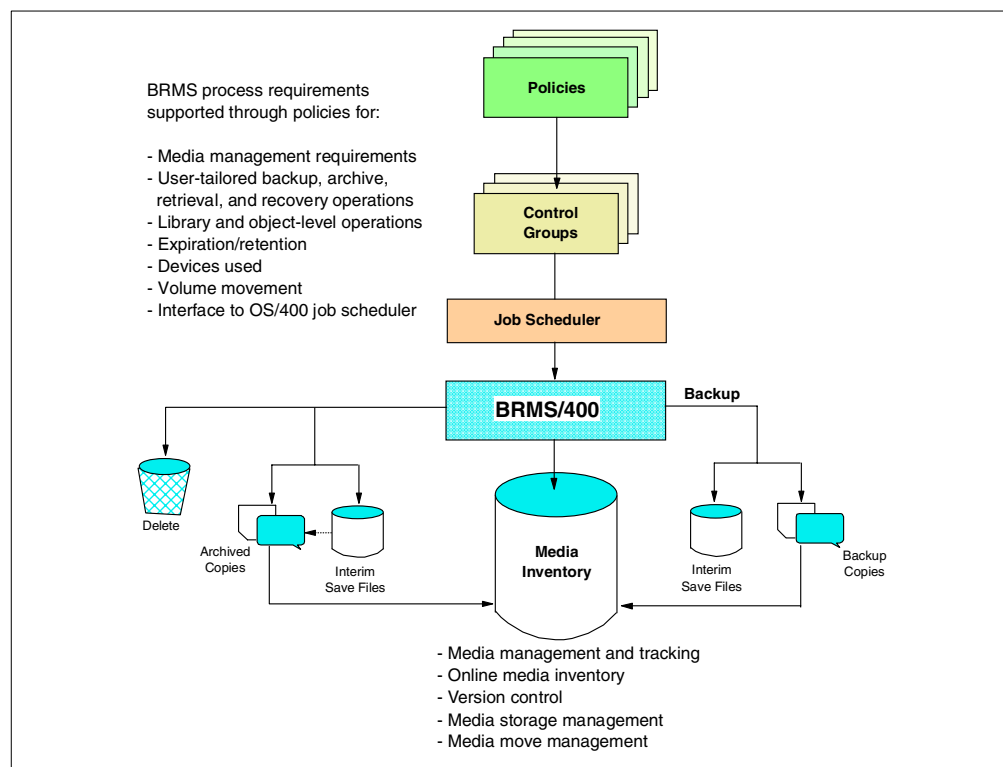 Policies
BRMS process requirements
supported through policies for:
- Media management requirements
- User-tailored backup, archive,
retrieval, and recovery operations
- Library and object-level operations
- Expiration/retention
- Devices used
- Volume movement
- Interface to OS/400 job scheduler
Control
Groups
Job Scheduler
BRMS/400
Backup
Delete
Archived
Copies
Interim
Save Files
Media
Inventory
Interim
Save Files
Backup
Copies
- Media management and tracking
- Online media inventory
- Version control
- Media storage management
- Media move management